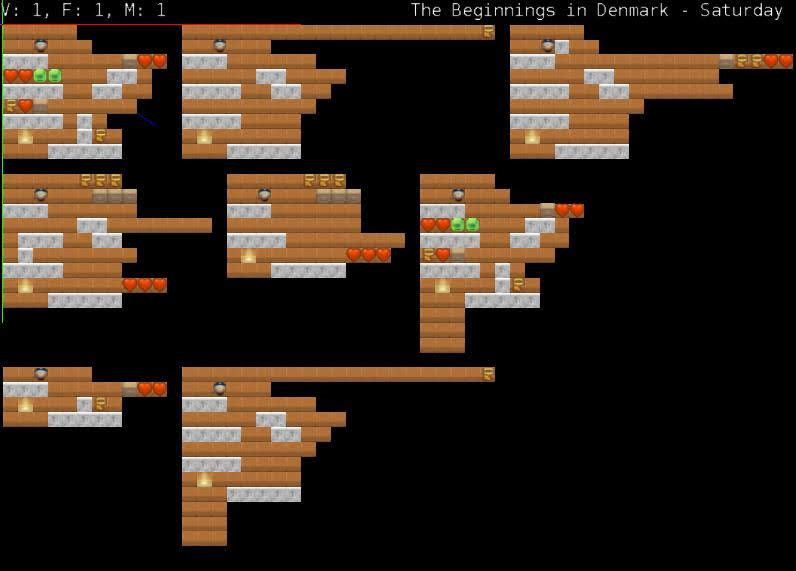 V: 1, F: 1, M: 1
The Beginnings in Denmark - Saturday